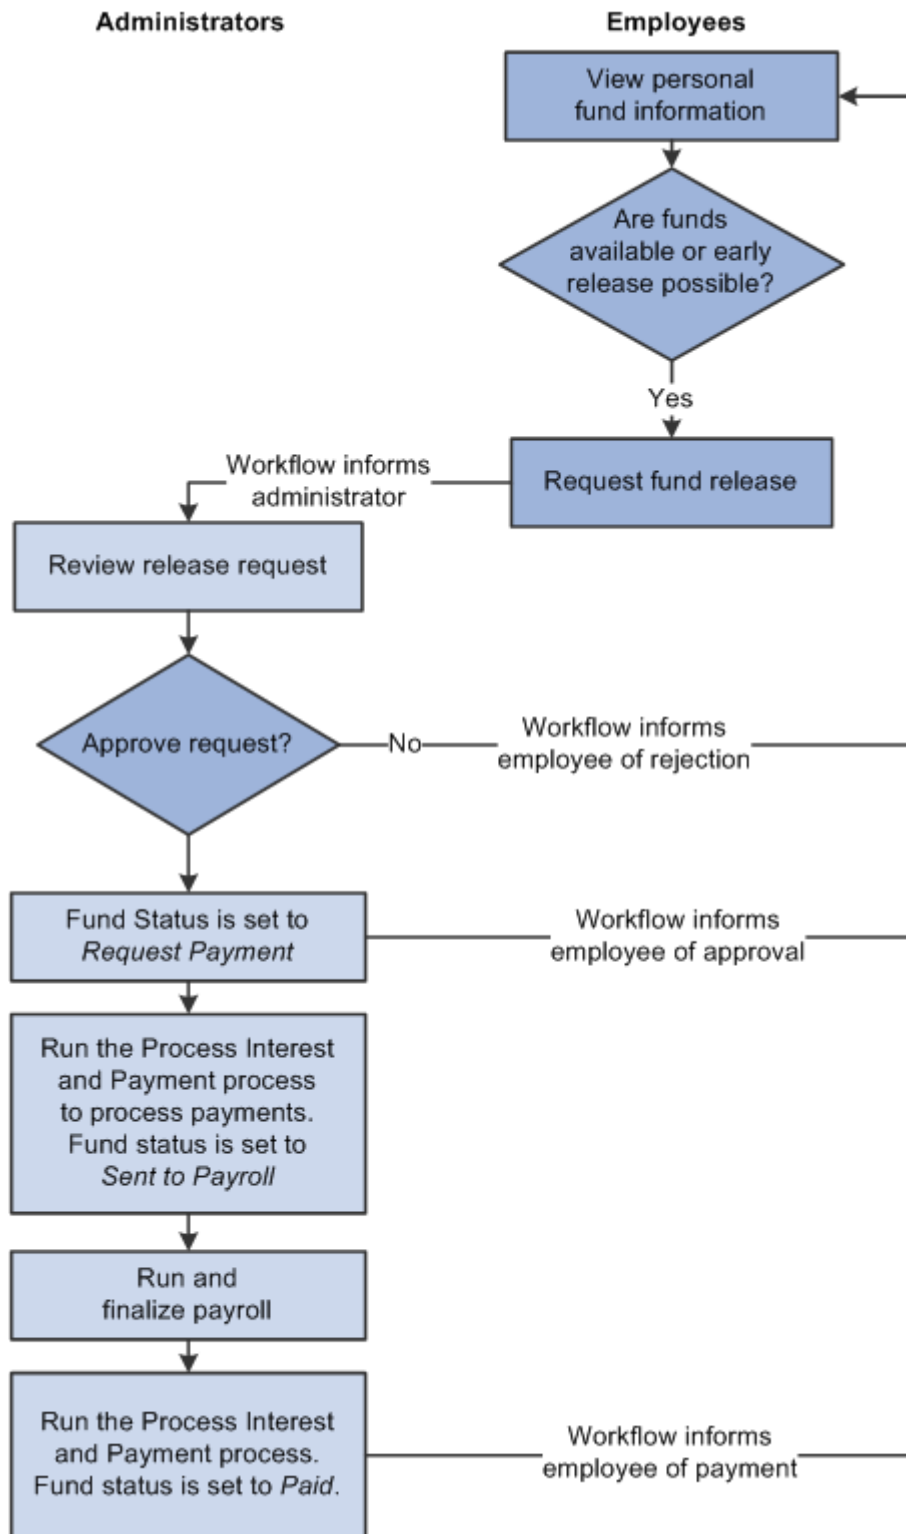 Administrators
Employees
View personal
fund information
Are funds
available or early
release possible?
Yes
Request fund release
Workflow informs
administrator
Review release request
Approve request?
No
Workflow informs
employee of rejection
Fund Status is set to
Request Payment
Workflow informs
employee of approval
Run the Process Interest
and Payment process
to process payments.
Fund status is set to
Sent to Payroll
Run and
finalize payroll
Run the Process Interest
and Payment process.
Fund status is set to Paid.
Workflow informs
employee of payment